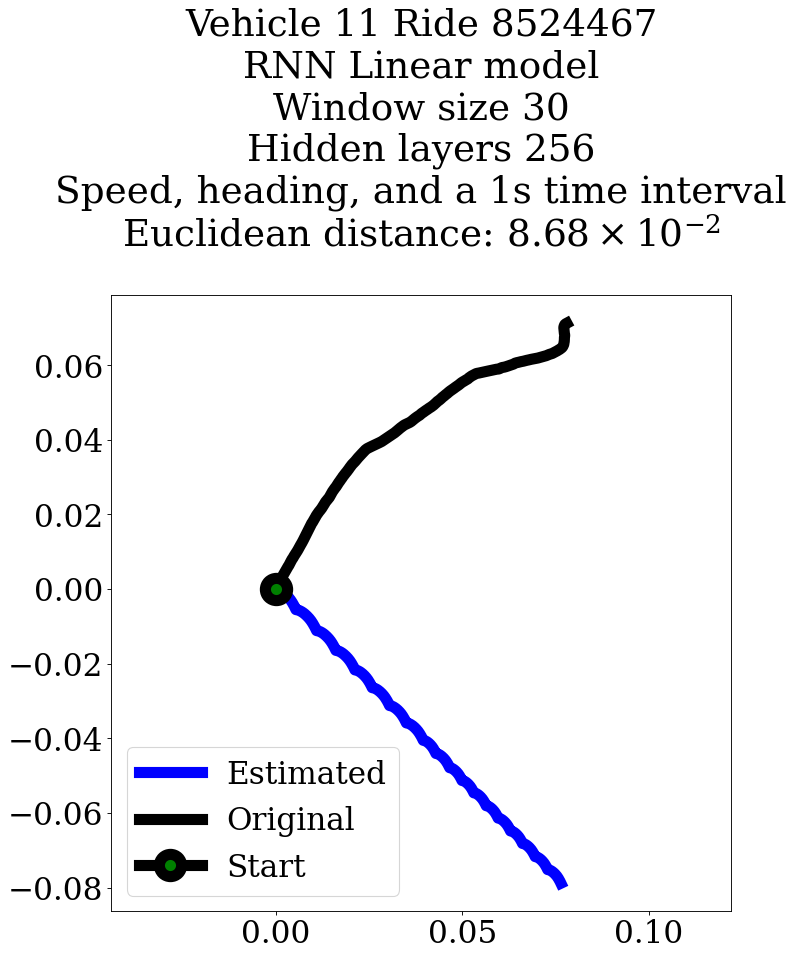 Vehicle 11 Ride 8524467
RNN Linear model
Window size 30
Hidden layers 256
Speed, heading, and a 1s time interval
Euclidean distance: 8.68 × 10⁻²
0.06
0.04
0.02
0.00
−0.02
−0.04
−0.06
−0.08
Estimated
Original
Start
0.00 0.05 0.10